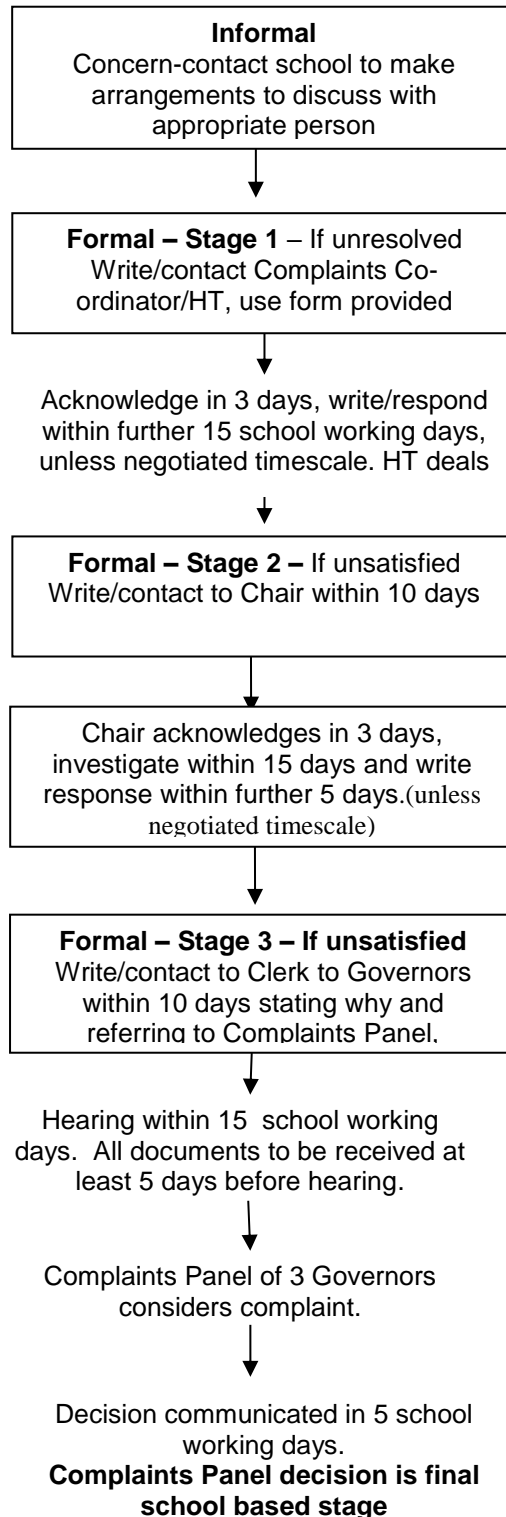 Informal
Concern-contact school to make
arrangements to discuss with
appropriate person
Formal – Stage 1 – If unresolved
Write/contact Complaints Co-
ordinator/HT, use form provided
Acknowledge in 3 days, write/respond
within further 15 school working days,
unless negotiated timescale. HT deals
Formal – Stage 2 – If unsatisfied
Write/contact to Chair within 10 days
Chair acknowledges in 3 days,
investigate within 15 days and write
response within further 5 days.(unless
negotiated timescale)
Formal – Stage 3 – If unsatisfied
Write/contact to Clerk to Governors
within 10 days stating why and
referring to Complaints Panel.
Hearing within 15 school working
days. All documents to be received at
least 5 days before hearing.
Complaints Panel of 3 Governors
considers complaint.
Decision communicated in 5 school
working days.
Complaints Panel decision is final
school based stage